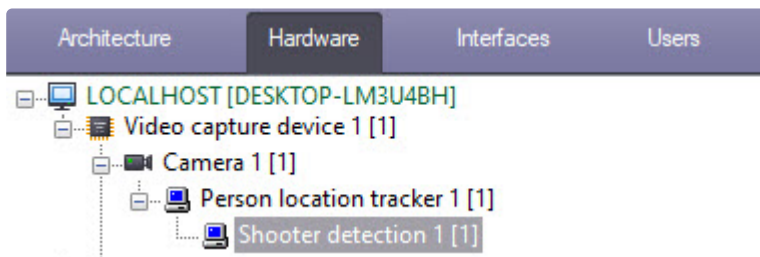 Architecture Hardware Interfaces Users
LOCALHOST [DESKTOP-LM3U4BH]
Video capture device 1 [1]
Camera 1 [1]
Person location tracker 1 [1]
Shooter detection 1 [1]